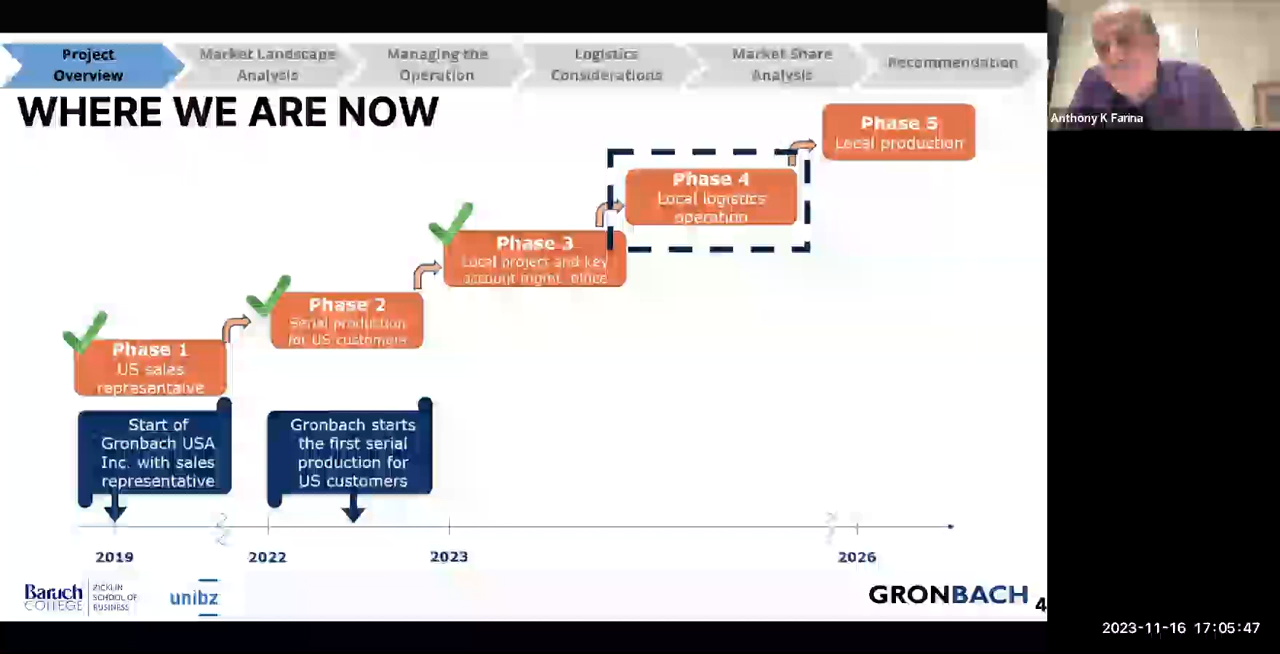 Project
Overview
Market Landscape
Analysis
Managing the
Operation
Logistics
Considerations
Market Share
Analysis
Recommendation
WHERE WE ARE NOW
Anthony K Farina
Phase 5
Local production
Phase 4
Local logistics
operation
Phase 3
Local project and key
account mgmt. office
Phase 2
Serial production
for US customers
Phase 1
US sales
represantaive
Start of
Gronbach USA
Inc. with sales
representative
Gronbach starts
the first serial
production for
US customers
2019
2022
2023
2026
Baruch
COLLEGE
ZICKLIN
SCHOOL OF
BUSINESS
unibz
GRONBACH
4
2023-11-16 17:05:47